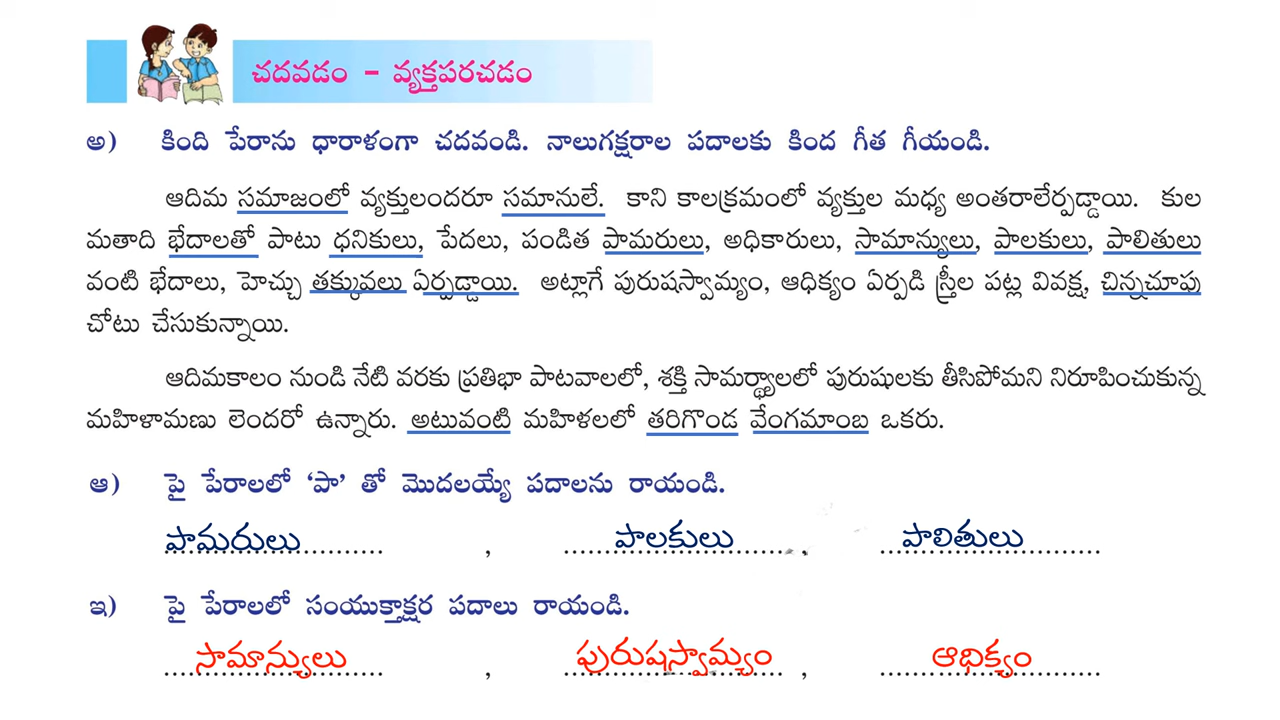 చదవడం - వ్యక్తపరచడం
అ) కింది పేరాను ధారాళంగా చదవండి. నాలుగక్షరాల పదాలకు కింద గీత గీయండి.
ఆదిమ సమాజంలో వ్యక్తులందరూ సమానులే. కాని కాలక్రమంలో వ్యక్తుల మధ్య అంతరాలేర్పడ్డాయి. కుల
మతాది భేదాలతో పాటు ధనికులు, పేదలు, పండిత పామరులు, అధికారులు, సామాన్యులు, పాలకులు, పాలితులు
వంటి భేదాలు, హెచ్చు తక్కువలు ఏర్పడ్డాయి. అట్లాగే పురుషస్వామ్యం, ఆధిక్యం ఏర్పడి స్త్రీల పట్ల వివక్ష, చిన్నచూపు
చోటు చేసుకున్నాయి.
ఆదిమకాలం నుండి నేటి వరకు ప్రతిభా పాటవాలలో, శక్తి సామర్థ్యాలలో పురుషులకు తీసిపోమని నిరూపించుకున్న
మహిళామణు లెందరో ఉన్నారు. అటువంటి మహిళలలో తరిగొండ వేంగమాంబ ఒకరు.
ఆ) పై పేరాలలో ‘పా’ తో మొదలయ్యే పదాలను రాయండి.
పామరులు , పాలకులు , పాలితులు
ఇ) పై పేరాలలో సంయుక్తాక్షర పదాలు రాయండి.
సామాన్యులు , పురుషస్వామ్యం , ఆధిక్యం